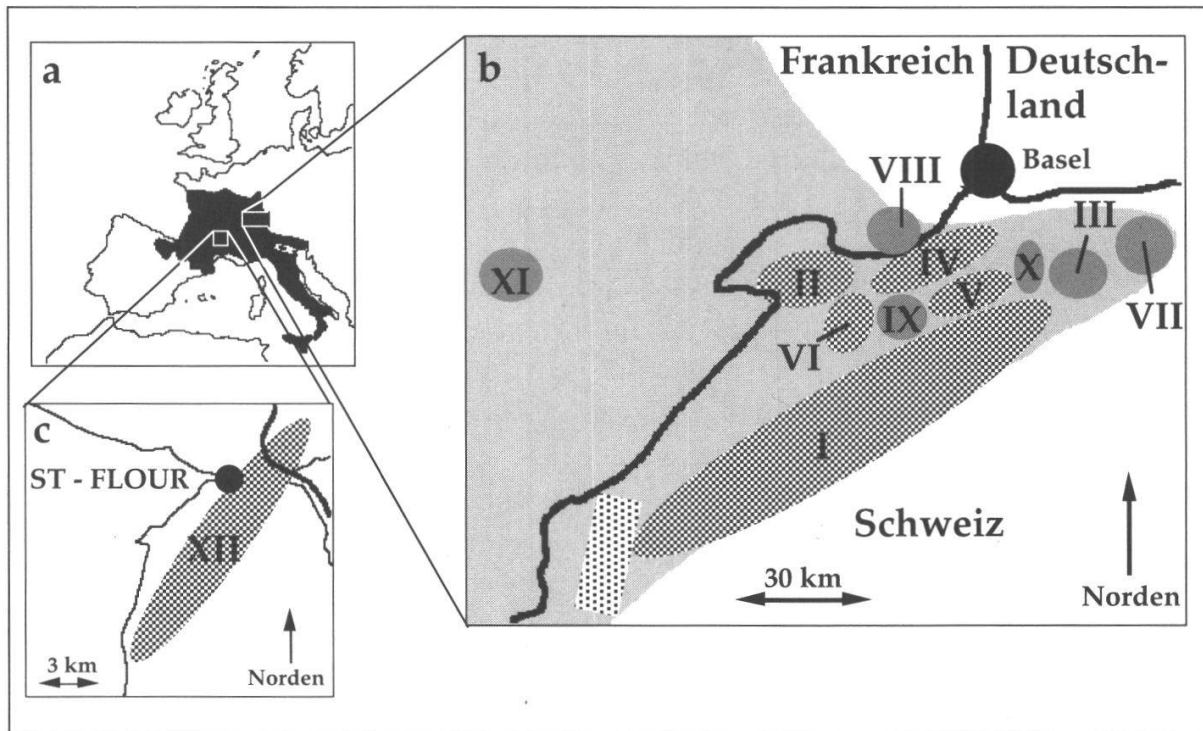 a
b
Frankreich
Deutsch-
land
Basel
VIII
III
XI
II
IV
X
V
VII
VI
IX
I
Schweiz
30 km
Norden
c
ST - FLOUR
XII
3 km
Norden